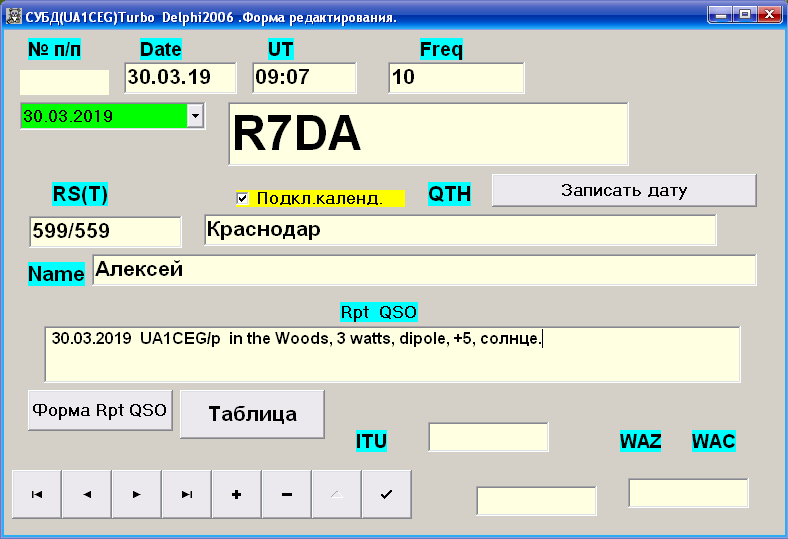 СУБД(UA1CEG)Turbo Delphi2006 .Форма редактирования.
№ п/п Date UT Freq
30.03.19 09:07 10
30.03.2019
R7DA
RS(T) Подкл.календ. QTH Записать дату
599/559 Краснодар
Name Алексей
Rpt QSO
30.03.2019 UA1CEG/p in the Woods, 3 watts, dipole, +5, солнце.
Форма Rpt QSO Таблица
ITU WAZ WAC